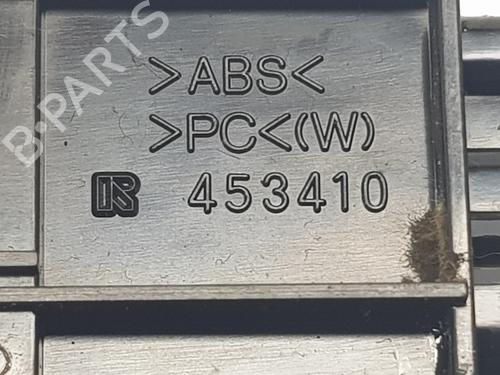 B-PARTS
>ABS<
>PC<(W)
R 453410